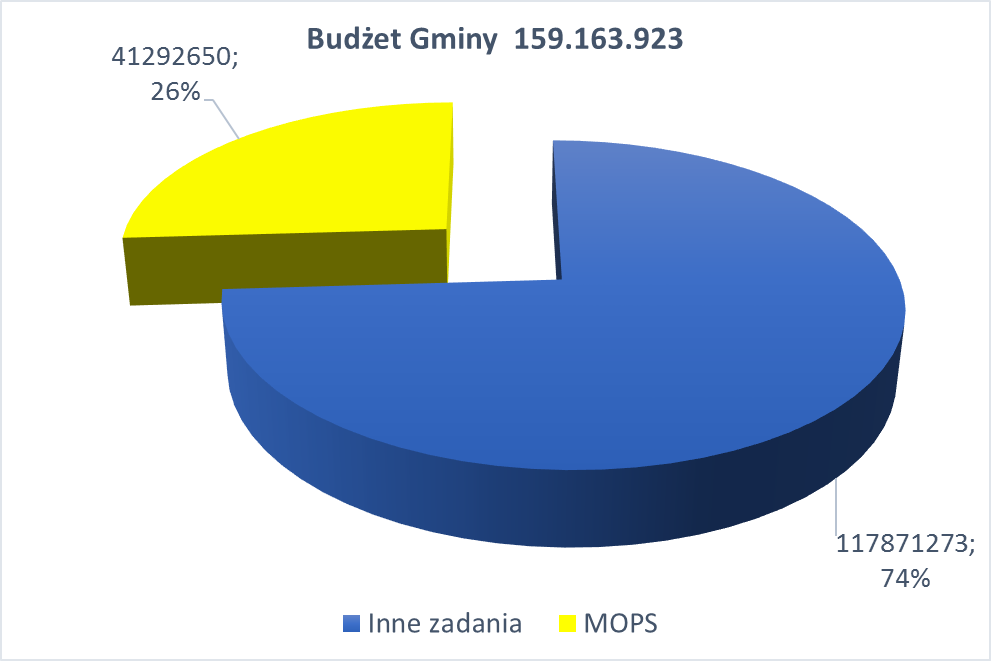 Budżet Gminy  159.163.923
41292650;
26%
117871273;
74%
Inne zadania
MOPS